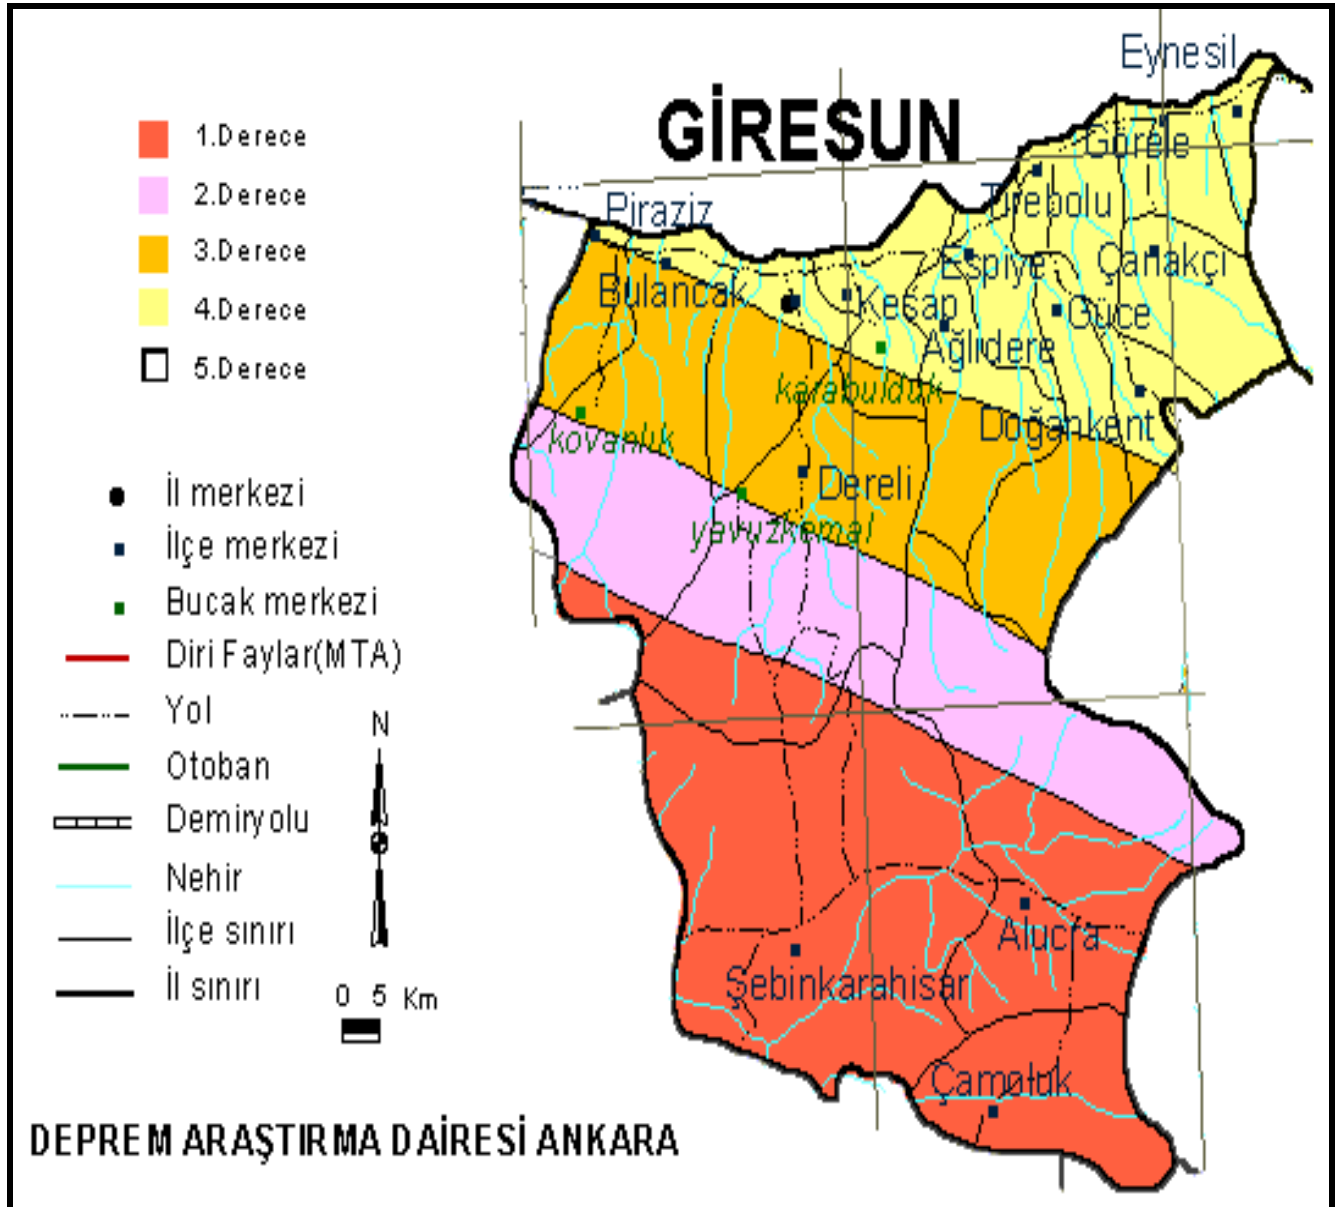 GİRESUN
1.Derece
2.Derece
3.Derece
4.Derece
5.Derece
İl merkezi
İlçe merkezi
Bucak merkezi
Diri Faylar(MTA)
Yol
Otoban
Demiryolu
Nehir
İlçe sınırı
İl sınırı
N
0 5 Km
Eynesil
Görele
Tirebolu
Piraziz
Çanakçı
Espiye
Bulancak
Keşap
Güce
Ağlıdere
karabulduk
Doğankent
kovanlık
Dereli
yavuzkemal
Alucra
Şebinkarahisar
Çamoluk
DEPREM ARAŞTIRMA DAİRESİ ANKARA